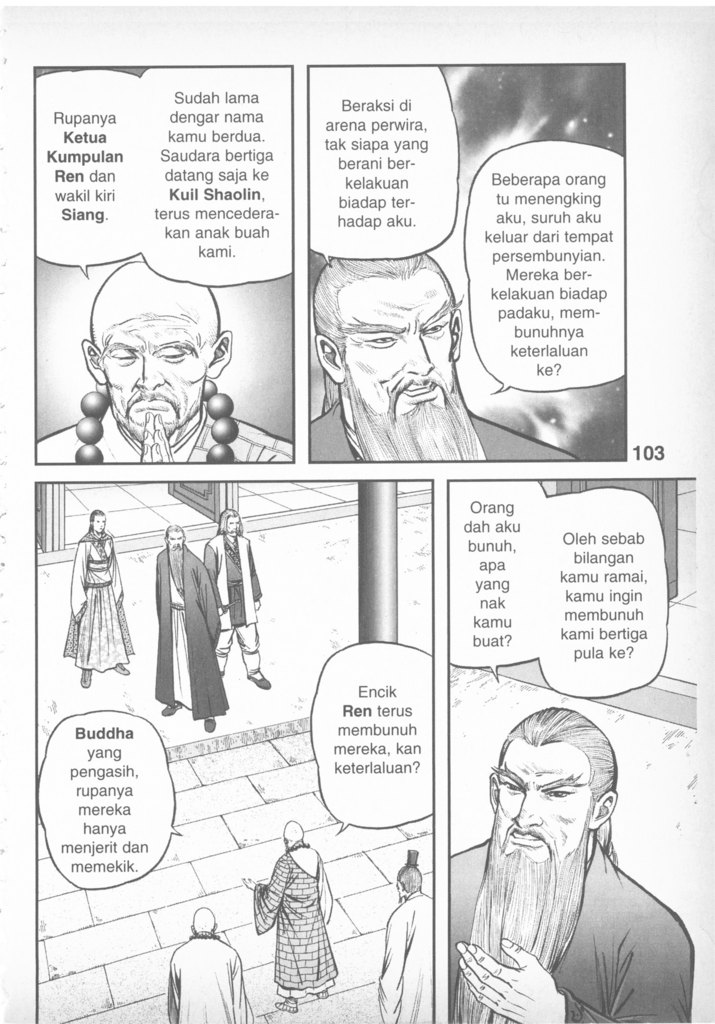 Rupanya
Ketua
Kumpulan
Ren dan
wakil kiri
Siang.
Sudah lama
dengar nama
kamu berdua.
Saudara bertiga
datang saja ke
Kuil Shaolin,
terus mencedera-
kan anak buah
kami.
Beraksi di
arena perwira,
tak siapa yang
berani ber-
kelakuan
biadap ter-
hadap aku.
Beberapa orang
tu menengking
aku, suruh aku
keluar dari tempat
persembunyian.
Mereka ber-
kelakuan biadap
padaku, mem-
bunuhnya
keterlaluan
ke?
103
Buddha
yang
pengasih,
rupanya
mereka
hanya
menjerit dan
memekik.
Encik
Ren terus
membunuh
mereka, kan
keterlaluan?
Orang
dah aku
bunuh,
apa
yang
nak
kamu
buat?
Oleh sebab
bilangan
kamu ramai,
kamu ingin
membunuh
kami bertiga
pula ke?